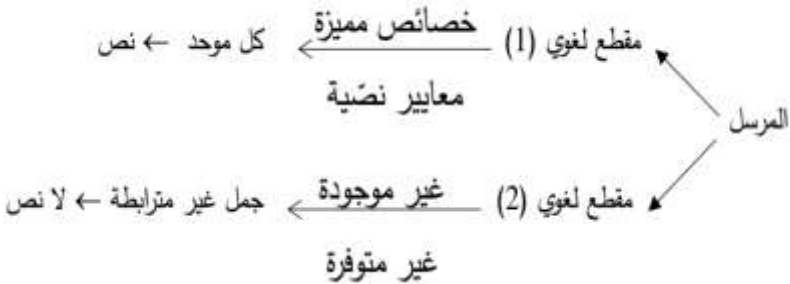 مقطع لغوي (1) خصائص مميزة كل موحد ← نص
معايير نصّية
المرسل
مقطع لغوي (2) غير موجودة جمل غير مترابطة ← لا نص
غير متوفرة